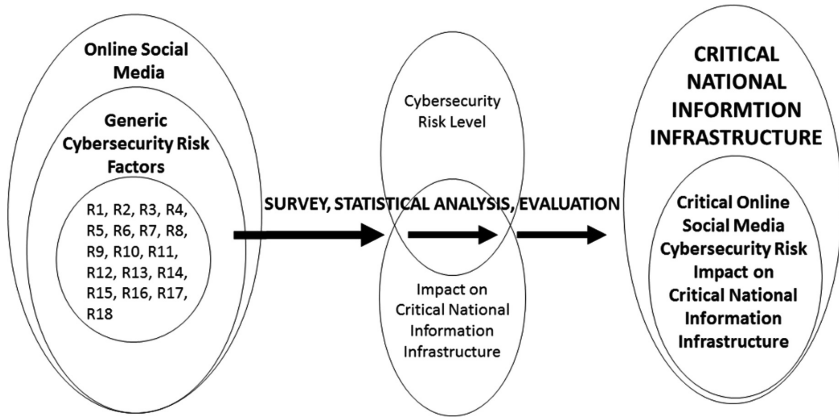 Online Social
Media
Generic
Cybersecurity Risk
Factors
R1, R2, R3, R4,
R5, R6, R7, R8,
R9, R10, R11,
R12, R13, R14,
R15, R16, R17,
R18
SURVEY, STATISTICAL ANALYSIS, EVALUATION
Cybersecurity
Risk Level
Impact on
Critical National
Information
Infrastructure
CRITICAL
NATIONAL
INFORMTION
INFRASTRUCTURE
Critical Online
Social Media
Cybersecurity Risk
Impact on
Critical National
Information
Infrastructure